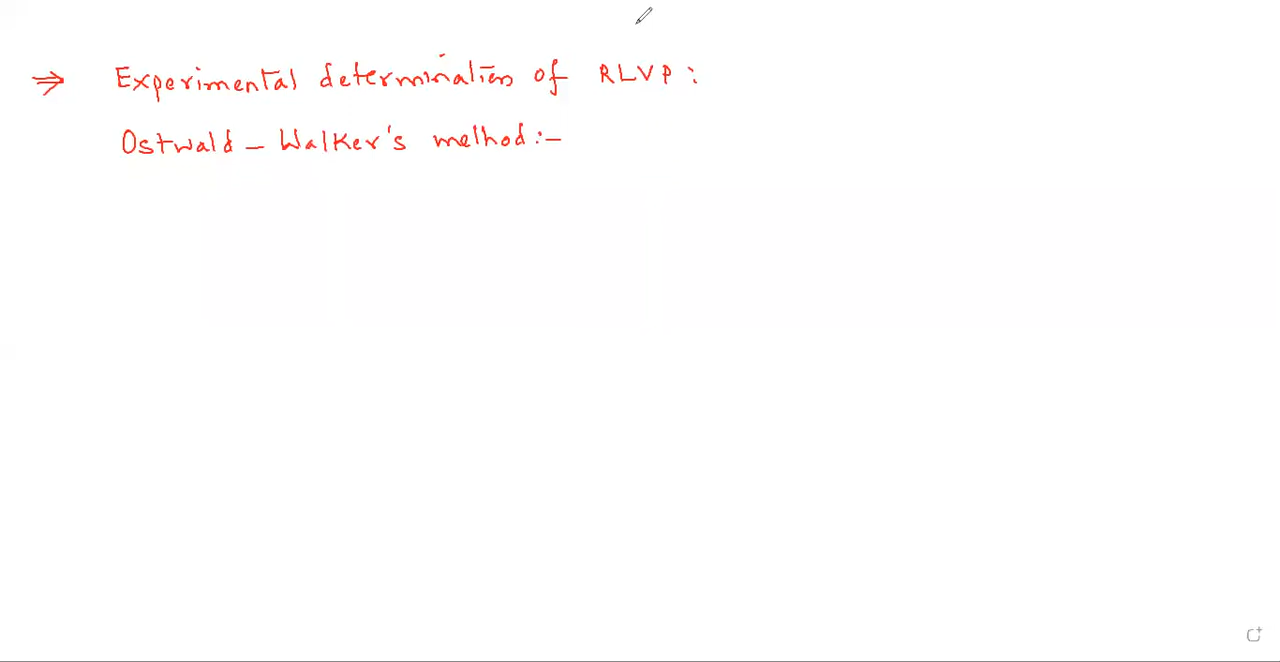 ⇒ Experimental determination of RLVP:
Ostwald - Walker's method:-